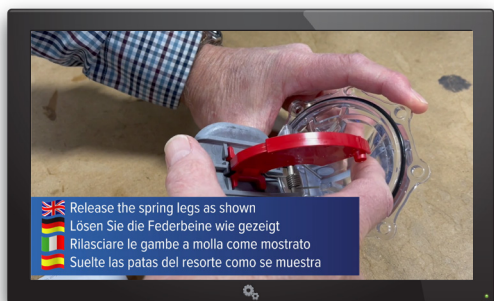 Release the spring legs as shown
Lösen Sie die Federbeine wie gezeigt
Rilasciare le gambe a molla come mostrato
Suelte las patas del resorte como se muestra